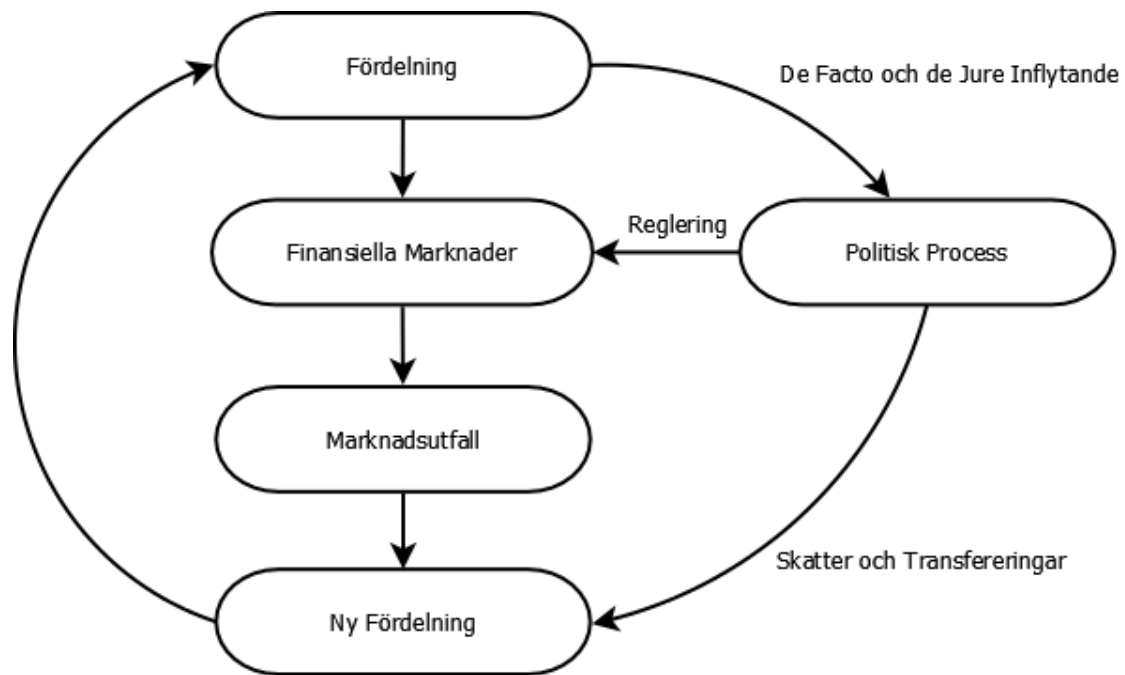 Fördelning
De Facto och de Jure Inflytande
Finansiella Marknader
Reglering
Politisk Process
Marknadsutfall
Skatter och Transfereringar
Ny Fördelning